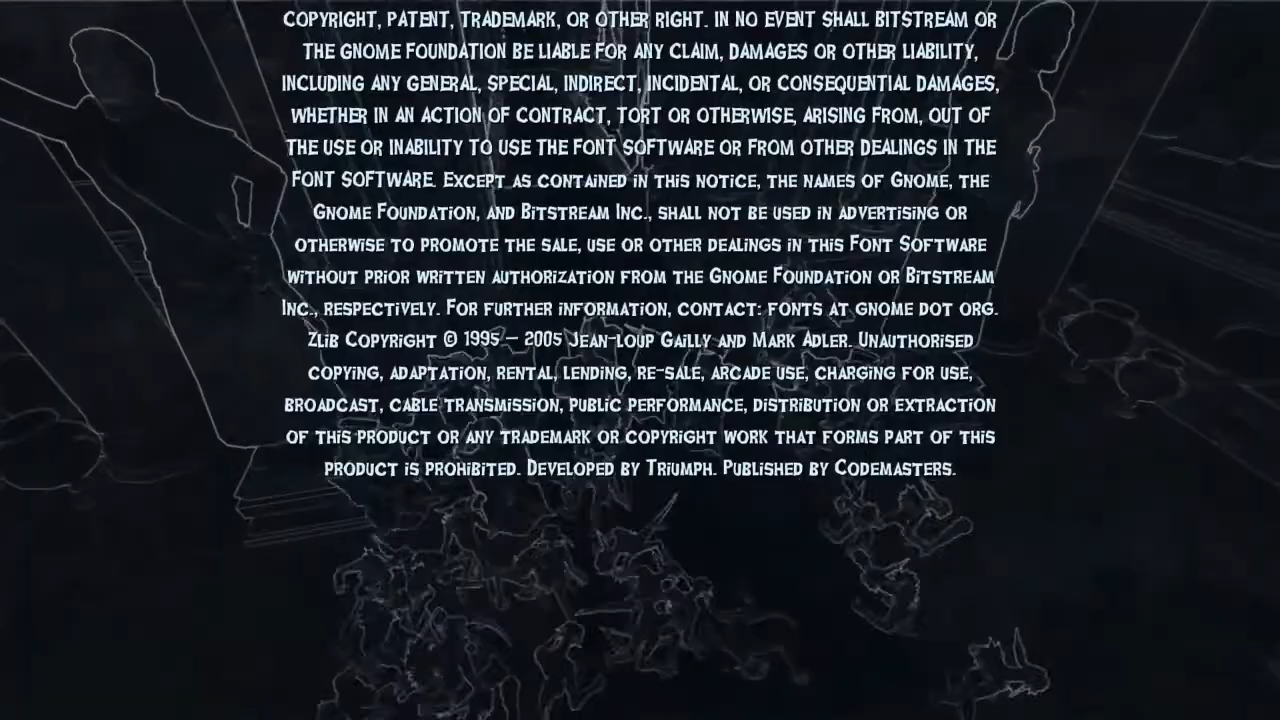 COPYRIGHT, PATENT, TRADEMARK, OR OTHER RIGHT. IN NO EVENT SHALL BITSTREAM OR
THE GNOME FOUNDATION BE LIABLE FOR ANY CLAIM, DAMAGES OR OTHER LIABILITY,
INCLUDING ANY GENERAL, SPECIAL, INDIRECT, INCIDENTAL, OR CONSEQUENTIAL DAMAGES,
WHETHER IN AN ACTION OF CONTRACT, TORT OR OTHERWISE, ARISING FROM, OUT OF
THE USE OR INABILITY TO USE THE FONT SOFTWARE OR FROM OTHER DEALINGS IN THE
FONT SOFTWARE. Except as contained in this notice, the names of Gnome, the
Gnome Foundation, and Bitstream Inc., shall not be used in advertising or
otherwise to promote the sale, use or other dealings in this Font Software
without prior written authorization from the Gnome Foundation or Bitstream
Inc., respectively. For further information, contact: fonts at gnome dot org.
Zlib Copyright © 1995 – 2005 Jean-loup Gailly and Mark Adler. Unauthorised
copying, adaptation, rental, lending, re-sale, arcade use, charging for use,
broadcast, cable transmission, public performance, distribution or extraction
of this product or any trademark or copyright work that forms part of this
product is prohibited. Developed by Triumph. Published by Codemasters.